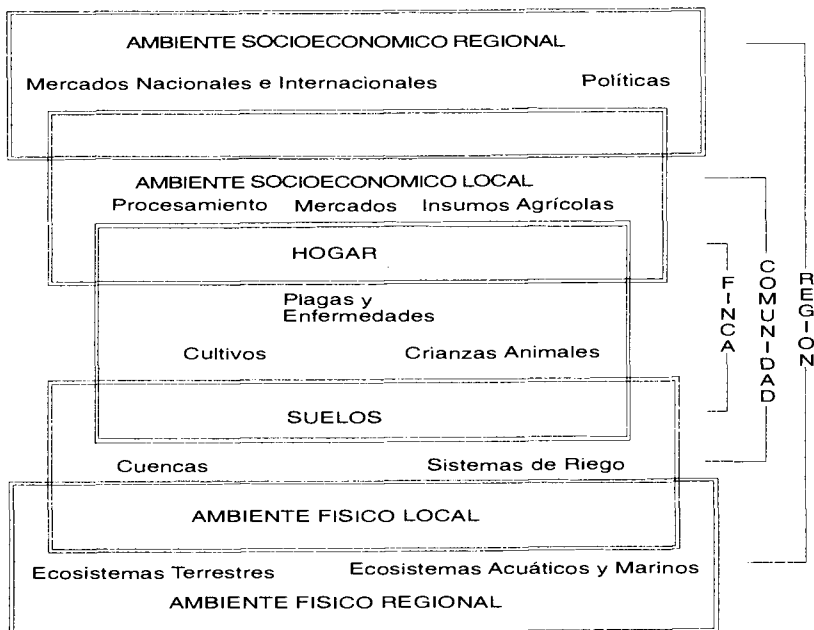 AMBIENTE SOCIOECONOMICO REGIONAL
Mercados Nacionales e Internacionales Políticas
AMBIENTE SOCIOECONOMICO LOCAL
Procesamiento Mercados Insumos Agrícolas
HOGAR
Plagas y
Enfermedades
Cultivos Crianzas Animales
SUELOS
Cuencas Sistemas de Riego
AMBIENTE FISICO LOCAL
Ecosistemas Terrestres Ecosistemas Acuáticos y Marinos
AMBIENTE FISICO REGIONAL
FINCA
COMUNIDAD
REGION